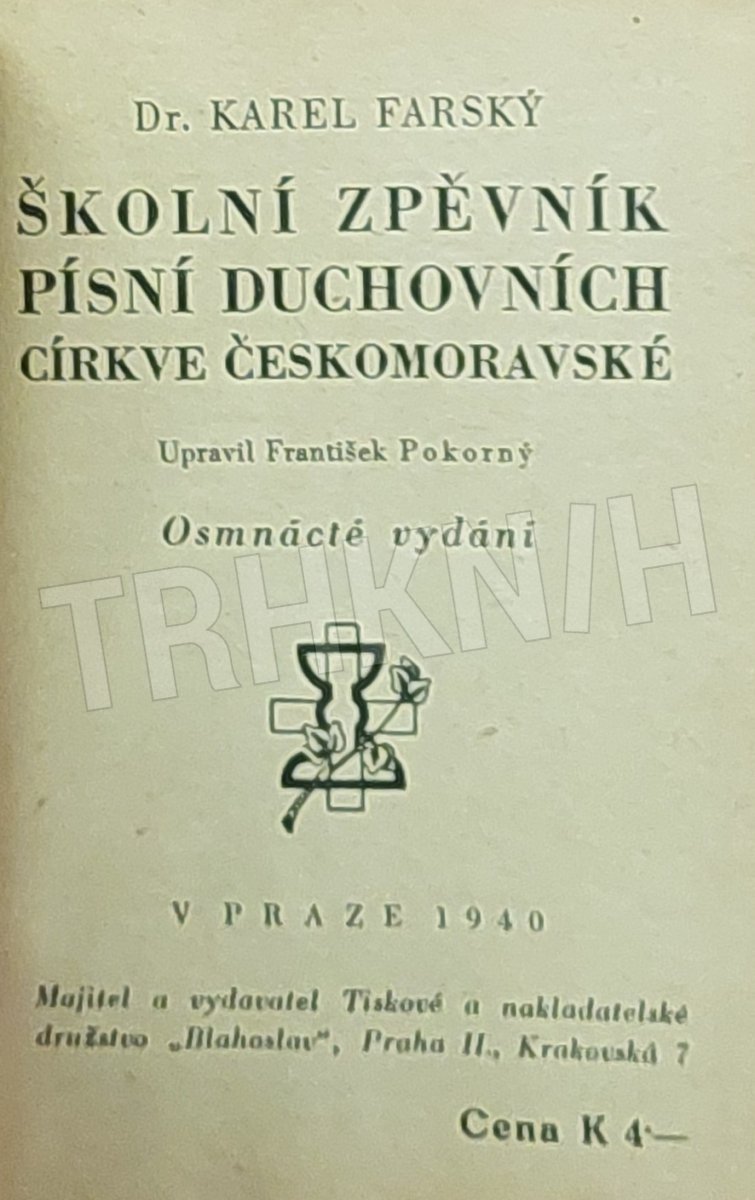 Dr. KAREL FARSKÝ
ŠKOLNÍ ZPĚVNÍK
PÍSNÍ DUCHOVNÍCH
CÍRKVE ČESKOMORAVSKÉ
Upravil František Pokorný
Osmnácté vydání
TRHKNIH
V PRAZE 1940
Majitel a vydavatel Tiskové a nakladatelské
družstvo „Blahoslav", Praha II., Krakovská 7
Cena K 4·—